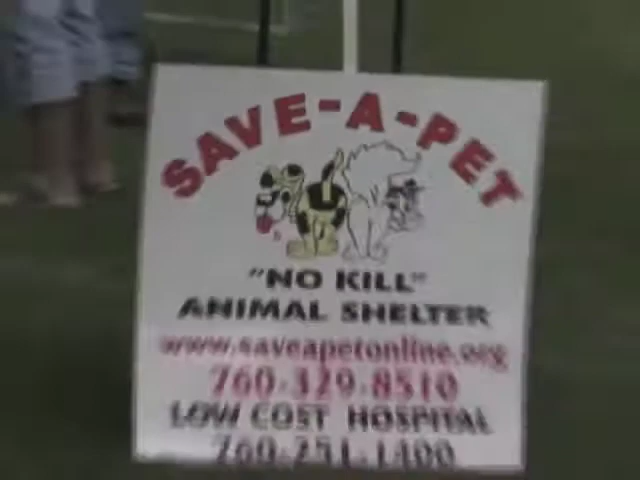 SAVE-A-PET
"NO KILL"
ANIMAL SHELTER
www.saveapetonline.org
760-329-8510
LOW COST HOSPITAL
760-251-1400